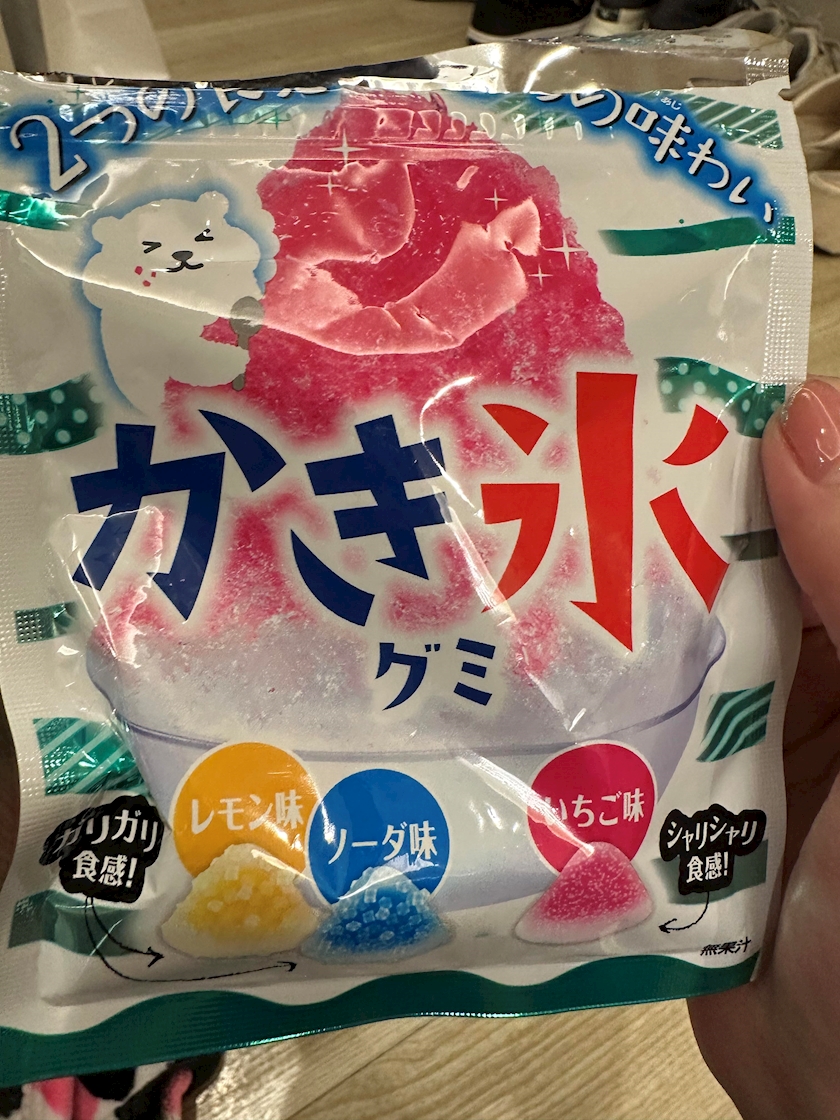 2つの
の味わい
あじ
かき氷
グミ
レモン味
ソーダ味
いちご味
ガリガリ
食感!
シャリシャリ
食感!
無果汁